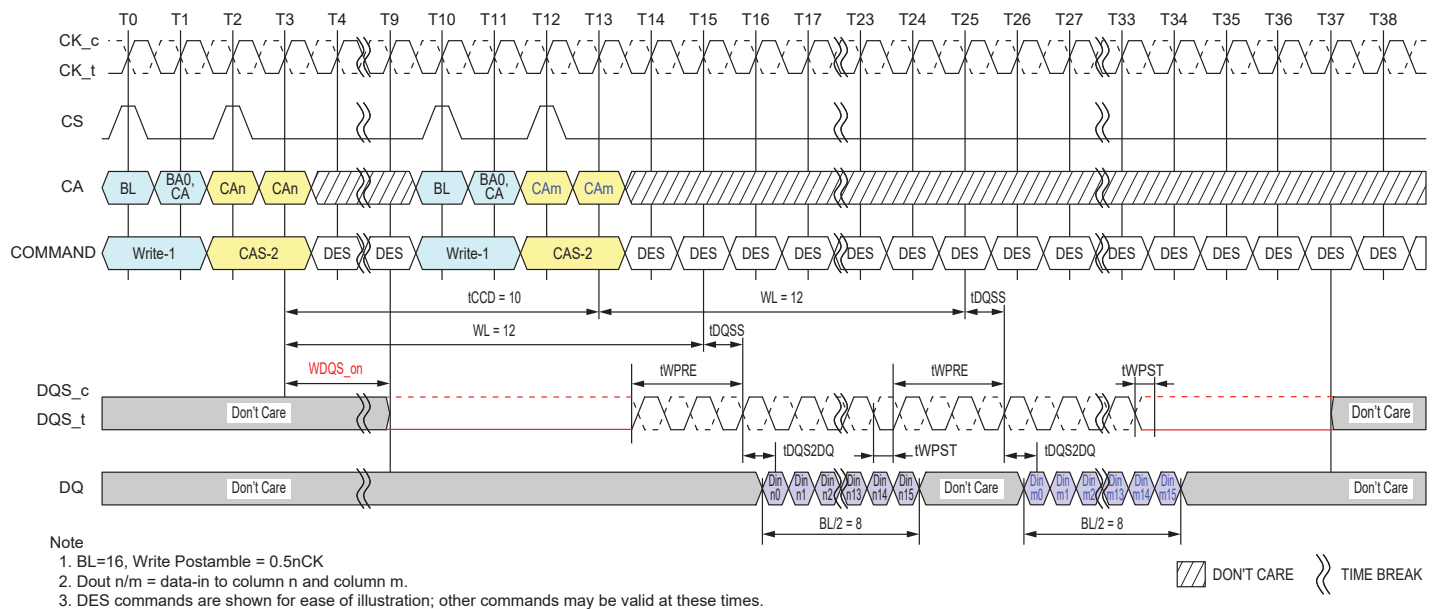 T0 T1 T2 T3 T4 T9 T10 T11 T12 T13 T14 T15 T16 T17 T23 T24 T25 T26 T27 T33 T34 T35 T36 T37 T38
CK_c
CK_t
CS
CA
BL
BA0, CA
CAn
CAn
BL
BA0, CA
CAm
CAm
COMMAND
Write-1
CAS-2
DES
DES
Write-1
CAS-2
DES DES DES DES DES DES DES DES DES DES DES DES DES DES DES
tCCD = 10
WL = 12
tDQSS
WL = 12
tDQSS
WDQS_on
tWPRE
tWPRE
tWPST
DQS_c
DQS_t
Don't Care
Don't Care
tDQS2DQ
tWPST
tDQS2DQ
DQ
Don't Care
Din n0
Din n1
Din n2
Din n13
Din n14
Din n15
Don't Care
Din m0
Din m1
Din m2
Din m13
Din m14
Din m15
Don't Care
BL/2 = 8
BL/2 = 8
Note
1. BL=16, Write Postamble = 0.5nCK
2. Dout n/m = data-in to column n and column m.
3. DES commands are shown for ease of illustration; other commands may be valid at these times.
DON'T CARE
TIME BREAK